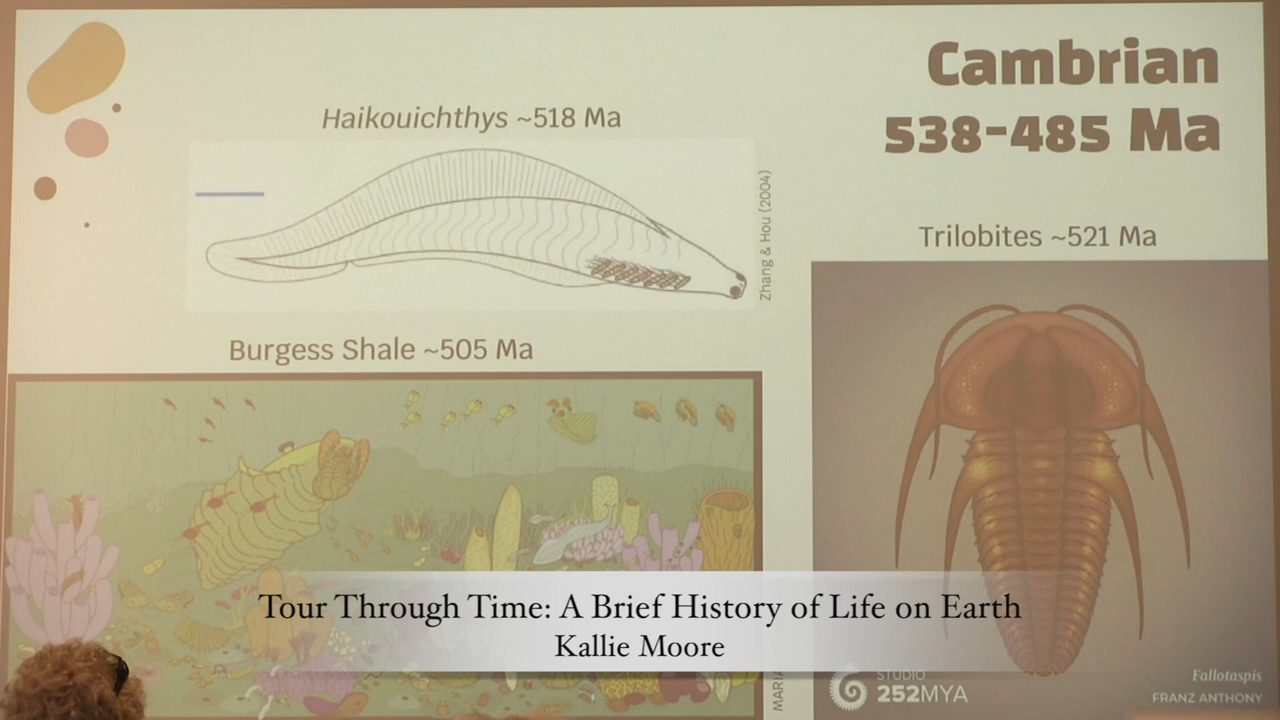 Cambrian
538-485 Ma
Haikouichthys ~518 Ma
Zhang & Hou (2004)
Trilobites ~521 Ma
Burgess Shale ~505 Ma
Tour Through Time: A Brief History of Life on Earth
Kallie Moore
STUDIO
252MYA
Fallotaspis
FRANZ ANTHONY